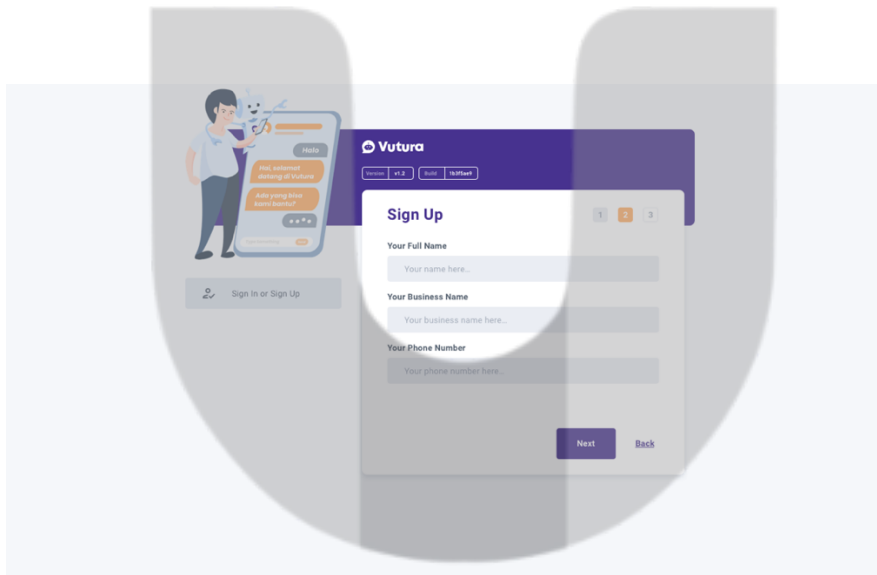 Halo
Hai, selamat
datang di Vutura
Ada yang bisa
kami bantu?
Sign In or Sign Up
Vutura
Version v1.2 Build 1b3f5ae9
Sign Up
1 2 3
Your Full Name
Your name here...
Your Business Name
Your business name here...
Your Phone Number
Your phone number here...
Next Back